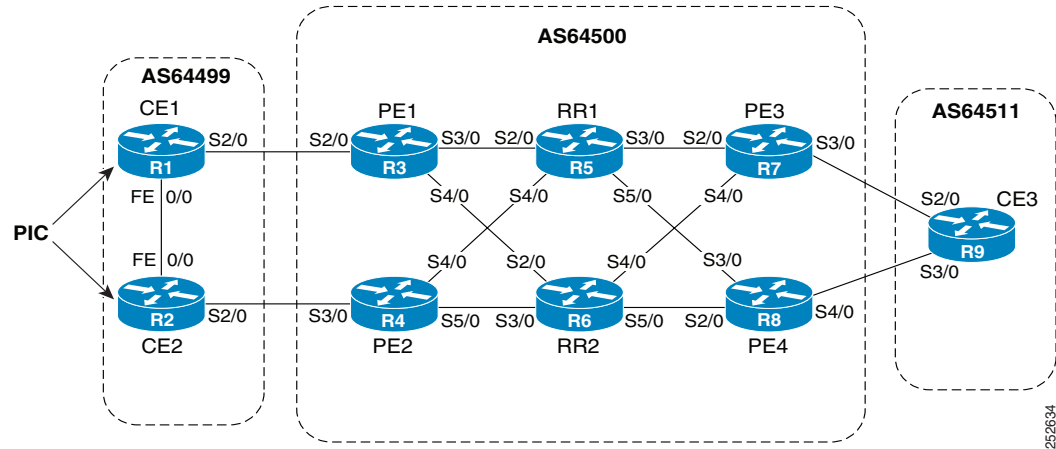 AS64500
AS64499
AS64511
CE1
PE1
RR1
PE3
S2/0
S2/0
S3/0
S2/0
S3/0
S2/0
S3/0
R1
R3
R5
R7
FE 0/0
S4/0
S4/0
S5/0
S4/0
S2/0
CE3
PIC
R9
FE 0/0
S4/0
S2/0
S4/0
S3/0
S3/0
R2
S2/0
S3/0
R4
S5/0
S3/0
R6
S5/0
S2/0
R8
S4/0
CE2
PE2
RR2
PE4
252634